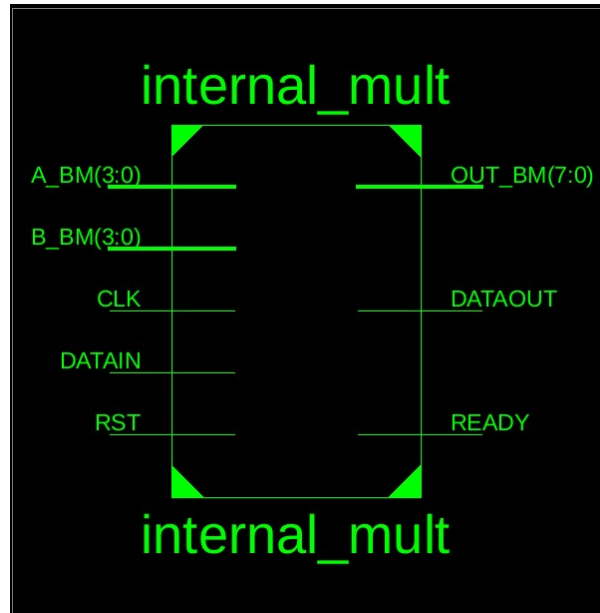 internal_mult
A_BM(3:0)
OUT_BM(7:0)
B_BM(3:0)
CLK
DATAOUT
DATAIN
RST
READY
internal_mult